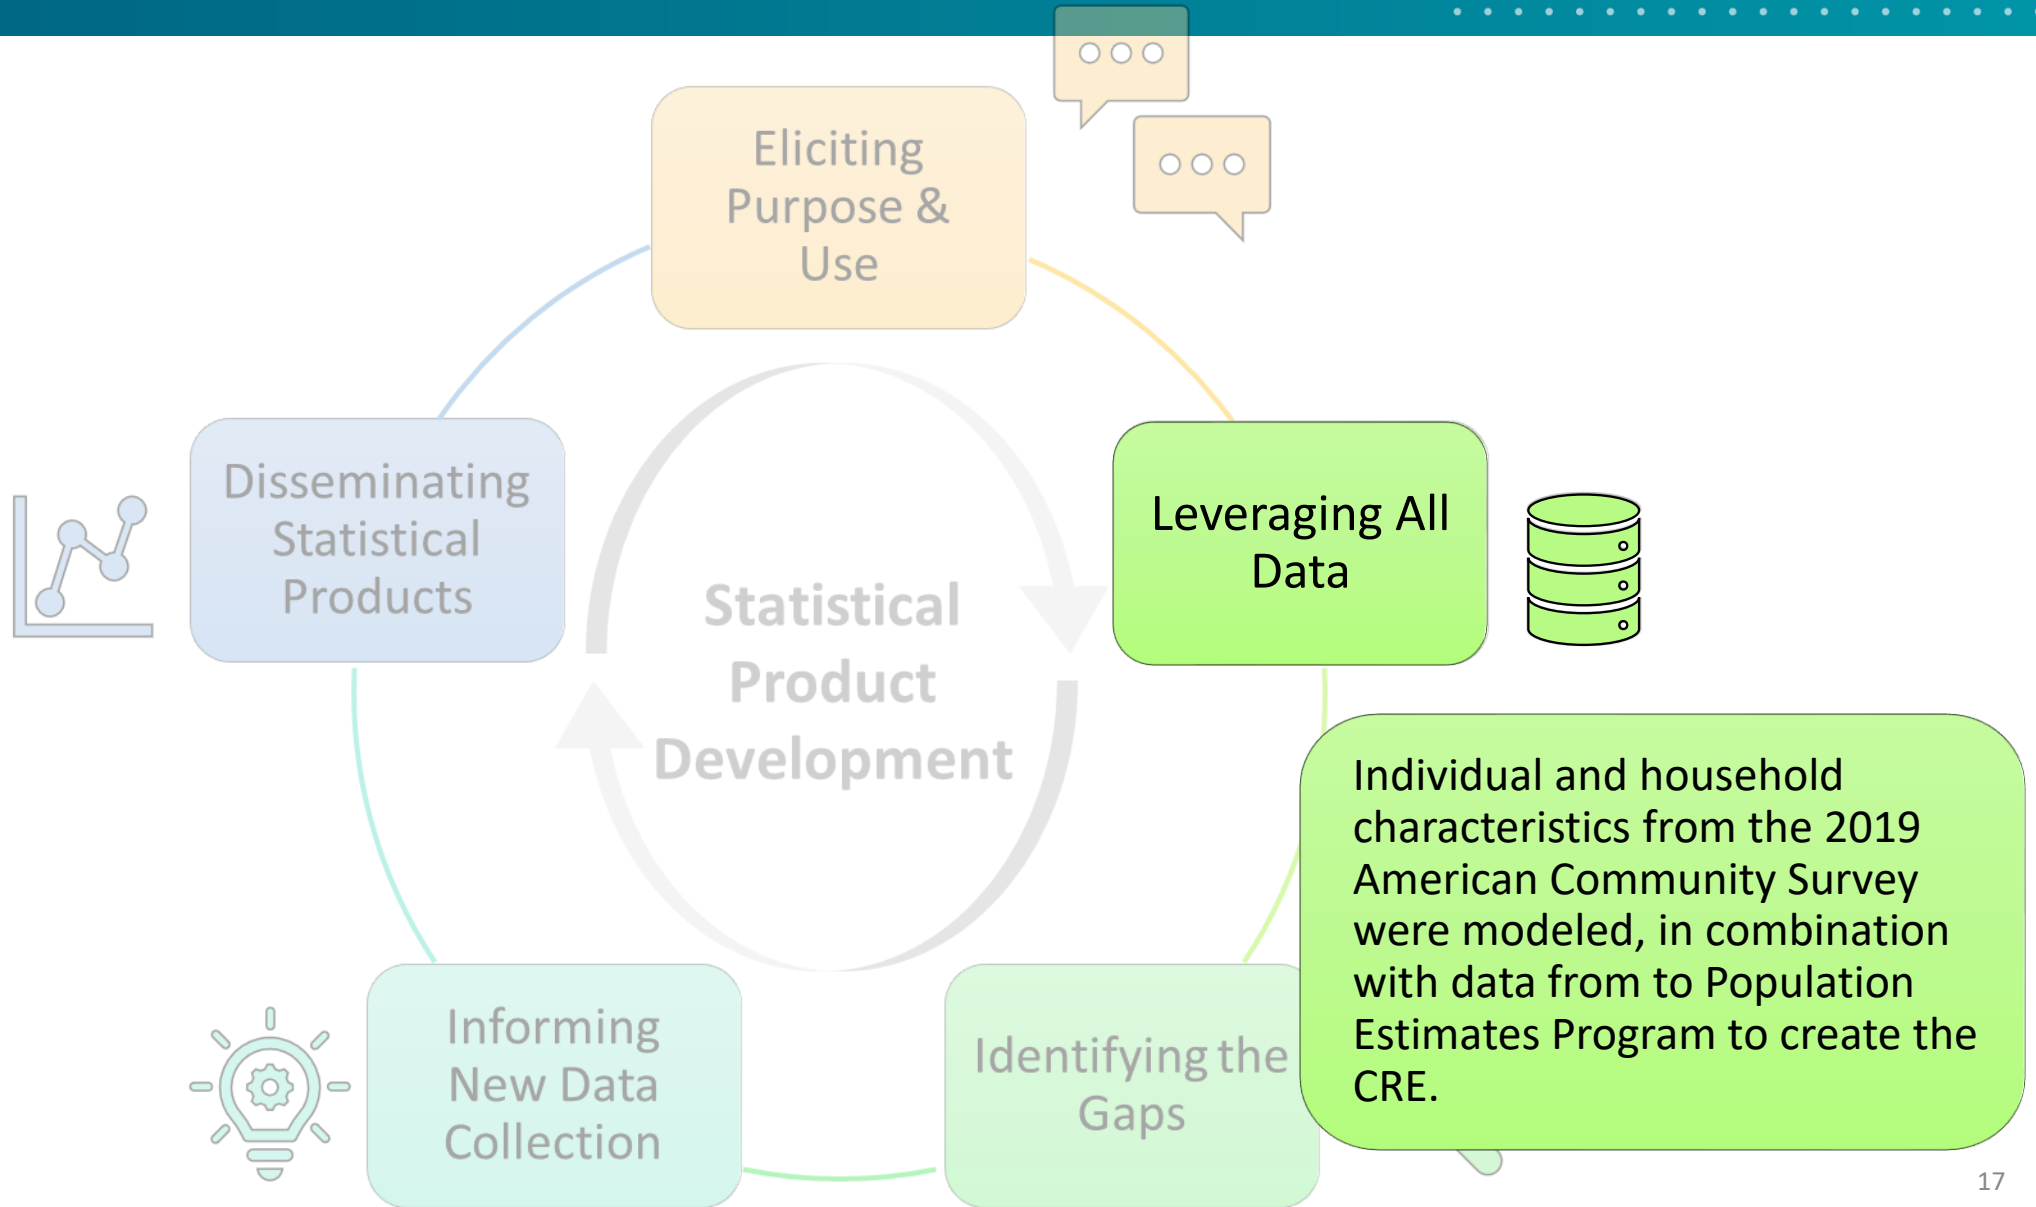 Eliciting
Purpose &
Use
Leveraging All
Data
Disseminating
Statistical
Products
Statistical
Product
Development
Individual and household
characteristics from the 2019
American Community Survey
were modeled, in combination
with data from to Population
Estimates Program to create the
CRE.
Identifying the
Gaps
Informing
New Data
Collection
17